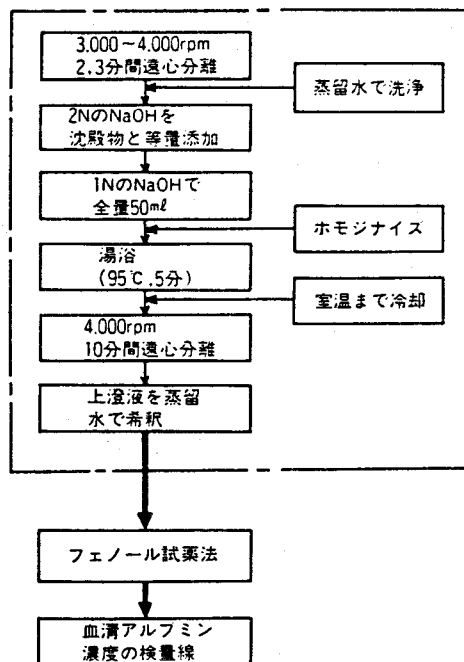 3,000～4,000rpm
2.3分間遠心分離
蒸留水で洗浄
2NのNaOHを
沈殿物と等量添加
1NのNaOHで
全量50ml
ホモジナイズ
湯浴
(95℃,5分)
室温まで冷却
4,000rpm
10分間遠心分離
上澄液を蒸留
水で希釈
フェノール試薬法
血清アルブミン
濃度の検量線